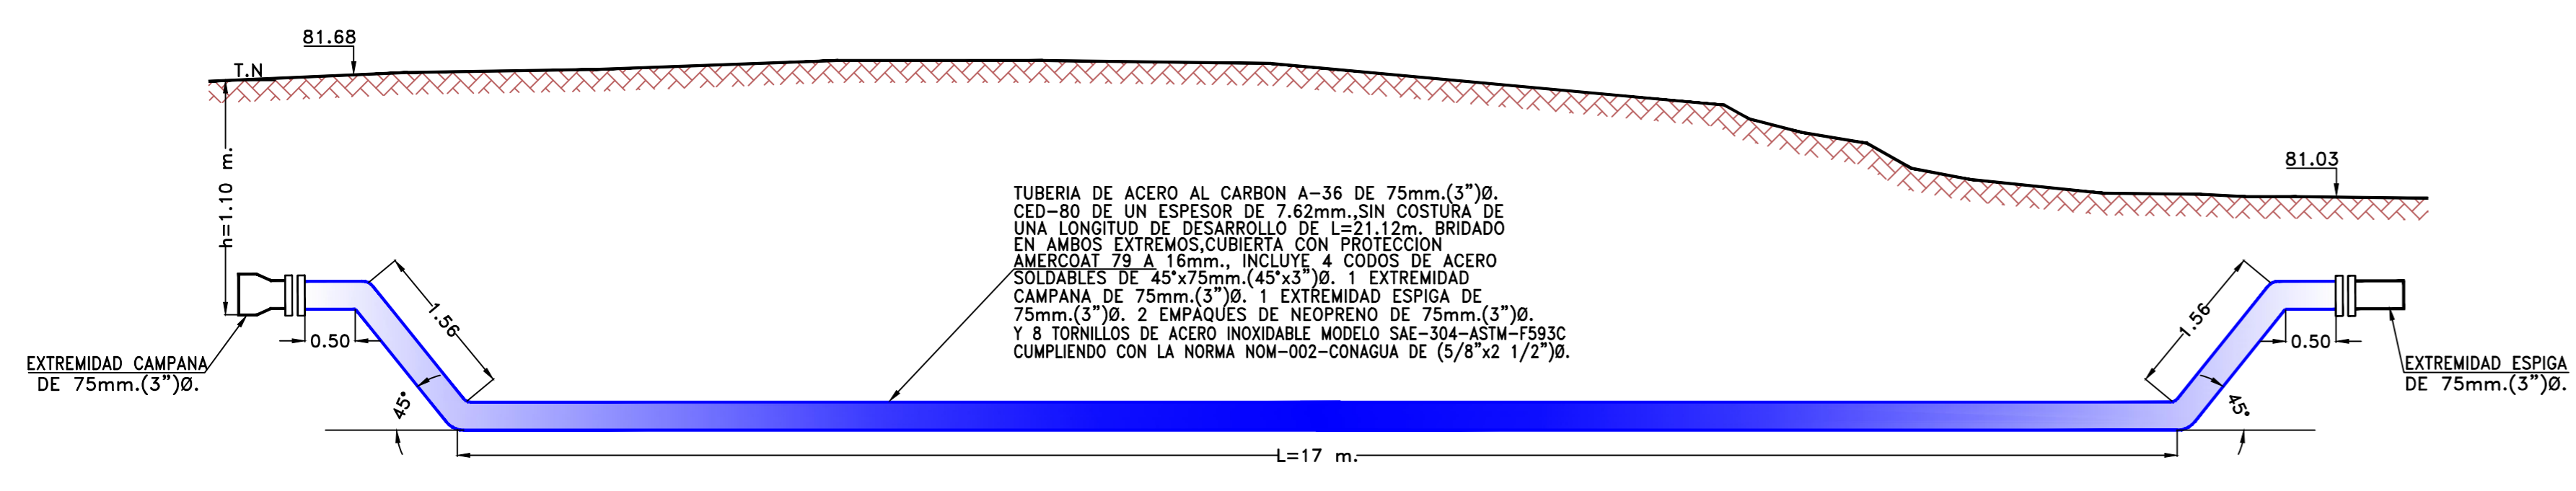 81.68
T.N
h=1.10 m.
81.03
TUBERIA DE ACERO AL CARBON A-36 DE 75mm.(3")Ø.
CED-80 DE UN ESPESOR DE 7.62mm.,SIN COSTURA DE
UNA LONGITUD DE DESARROLLO DE L=21.12m. BRIDADO
EN AMBOS EXTREMOS,CUBIERTA CON PROTECCION
AMERCOAT 79 A 16mm., INCLUYE 4 CODOS DE ACERO
SOLDABLES DE 45°x75mm.(45°x3")Ø. 1 EXTREMIDAD
CAMPANA DE 75mm.(3")Ø. 1 EXTREMIDAD ESPIGA DE
75mm.(3")Ø. 2 EMPAQUES DE NEOPRENO DE 75mm.(3")Ø.
Y 8 TORNILLOS DE ACERO INOXIDABLE MODELO SAE-304-ASTM-F593C
CUMPLIENDO CON LA NORMA NOM-002-CONAGUA DE (5/8"x2 1/2")Ø.
1.56
1.56
0.50
0.50
EXTREMIDAD CAMPANA
DE 75mm.(3")Ø.
EXTREMIDAD ESPIGA
DE 75mm.(3")Ø.
45°
45°
L=17 m.